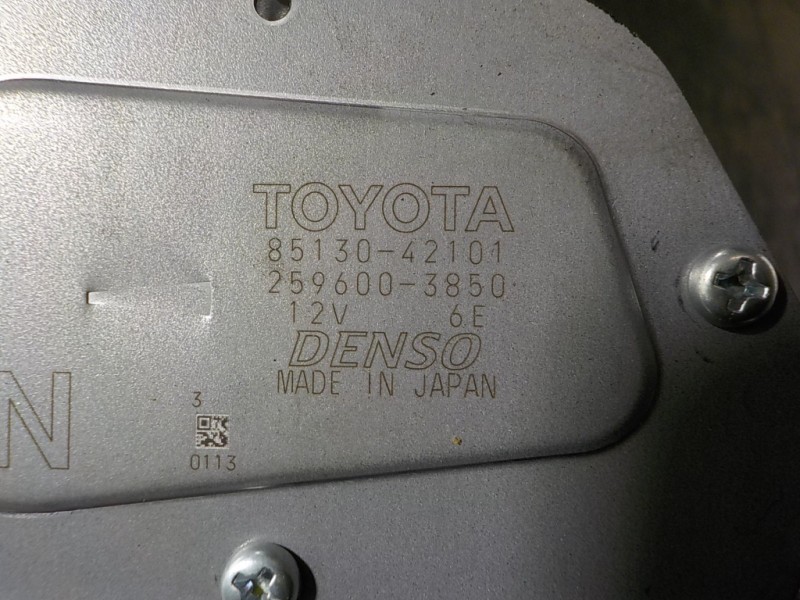 TOYOTA
85130-42101
259600-3850
12V 6E
DENSO
MADE IN JAPAN
N
3
0113